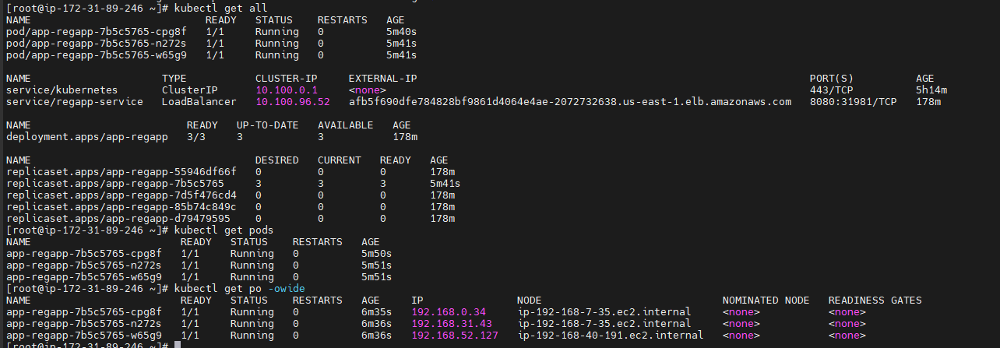 [root@ip-172-31-89-246 ~]# kubectl get all
NAME                             READY   STATUS    RESTARTS   AGE
pod/app-regapp-7b5c5765-cpg8f   1/1     Running   0          5m40s
pod/app-regapp-7b5c5765-n272s   1/1     Running   0          5m41s
pod/app-regapp-7b5c5765-w65g9   1/1     Running   0          5m41s
NAME                     TYPE           CLUSTER-IP     EXTERNAL-IP                                                               PORT(S)          AGE
service/kubernetes       ClusterIP      10.100.0.1     <none>                                                                    443/TCP          5h14m
service/regapp-service   LoadBalancer   10.100.96.52   afb5f690dfe784828bf9861d4064e4ae-2072732638.us-east-1.elb.amazonaws.com   8080:31981/TCP   178m
NAME                         READY   UP-TO-DATE   AVAILABLE   AGE
deployment.apps/app-regapp   3/3     3            3           178m
NAME                                    DESIRED   CURRENT   READY   AGE
replicaset.apps/app-regapp-55946df66f   0         0         0       178m
replicaset.apps/app-regapp-7b5c5765     3         3         3       5m41s
replicaset.apps/app-regapp-7d5f476cd4   0         0         0       178m
replicaset.apps/app-regapp-85b74c849c   0         0         0       178m
replicaset.apps/app-regapp-d79479595    0         0         0       178m
[root@ip-172-31-89-246 ~]# kubectl get pods
NAME                        READY   STATUS    RESTARTS   AGE
app-regapp-7b5c5765-cpg8f   1/1     Running   0          5m50s
app-regapp-7b5c5765-n272s   1/1     Running   0          5m51s
app-regapp-7b5c5765-w65g9   1/1     Running   0          5m51s
[root@ip-172-31-89-246 ~]# kubectl get po -owide
NAME                        READY   STATUS    RESTARTS   AGE     IP               NODE                            NOMINATED NODE   READINESS GATES
app-regapp-7b5c5765-cpg8f   1/1     Running   0          6m35s   192.168.0.34     ip-192-168-7-35.ec2.internal    <none>           <none>
app-regapp-7b5c5765-n272s   1/1     Running   0          6m36s   192.168.31.43    ip-192-168-7-35.ec2.internal    <none>           <none>
app-regapp-7b5c5765-w65g9   1/1     Running   0          6m36s   192.168.52.127   ip-192-168-40-191.ec2.internal   <none>           <none>
[root@ip-172-31-89-246 ~]#